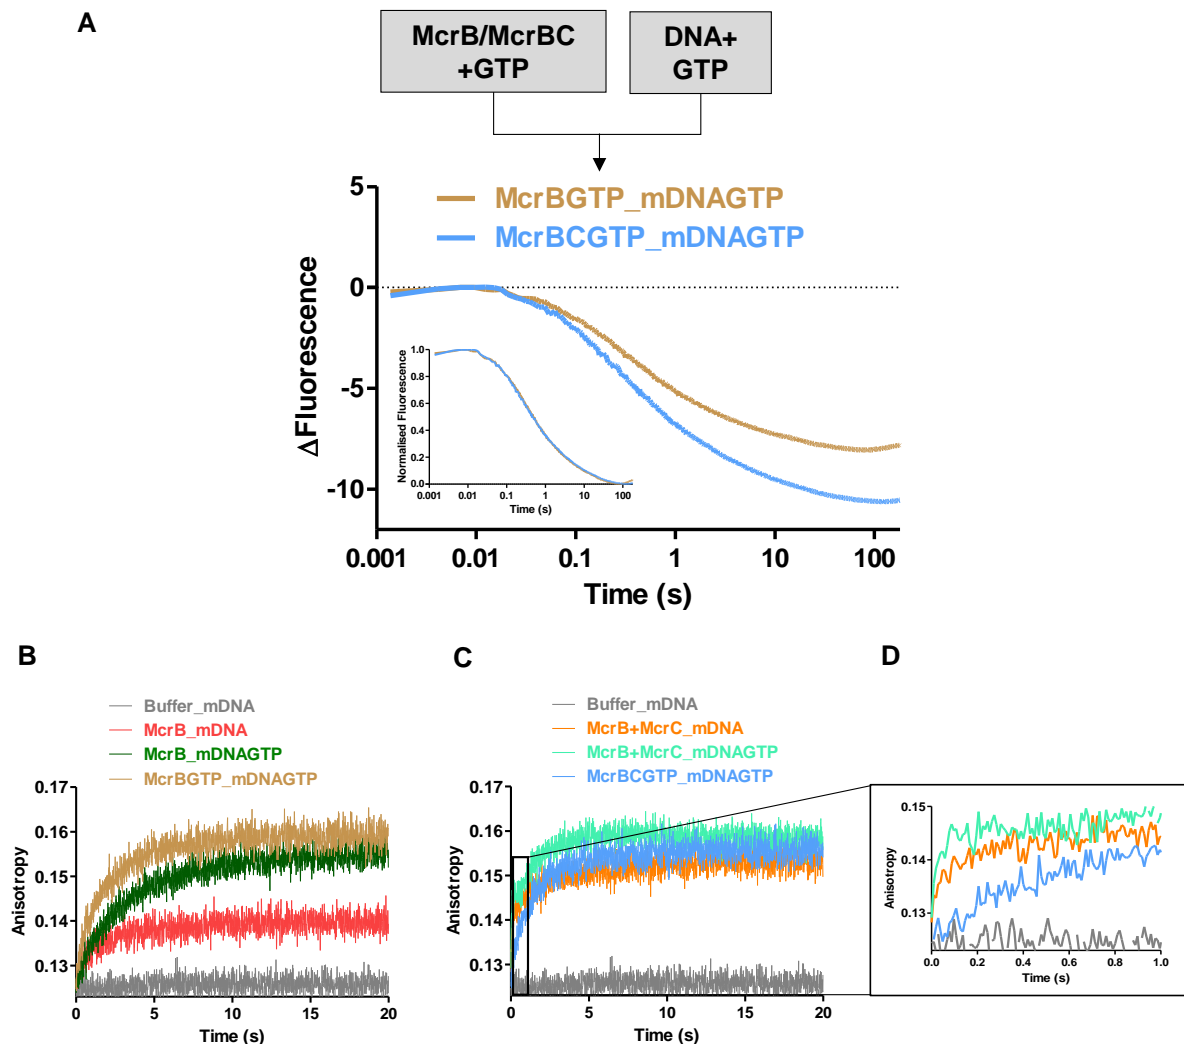 A
McrB/McrBC
+GTP
DNA+
GTP
McrBGTP_mDNAGTP
McrBCGTP_mDNAGTP
5
0
-5
-10
ΔFluorescence
0.001 0.01 0.1 1 10 100
Time (s)
1.0
0.8
0.6
0.4
0.2
0.0
Normalised Fluorescence
0.001 0.01 0.1 1 10 100
Time (s)
B
Buffer_mDNA
McrB_mDNA
McrB_mDNAGTP
McrBGTP_mDNAGTP
0.17
0.16
0.15
0.14
0.13
Anisotropy
0 5 10 15 20
Time (s)
C
Buffer_mDNA
McrB+McrC_mDNA
McrB+McrC_mDNAGTP
McrBCGTP_mDNAGTP
0.17
0.16
0.15
0.14
0.13
Anisotropy
0 5 10 15 20
Time (s)
D
0.15
0.14
0.13
Anisotropy
0.0 0.2 0.4 0.6 0.8 1.0
Time (s)